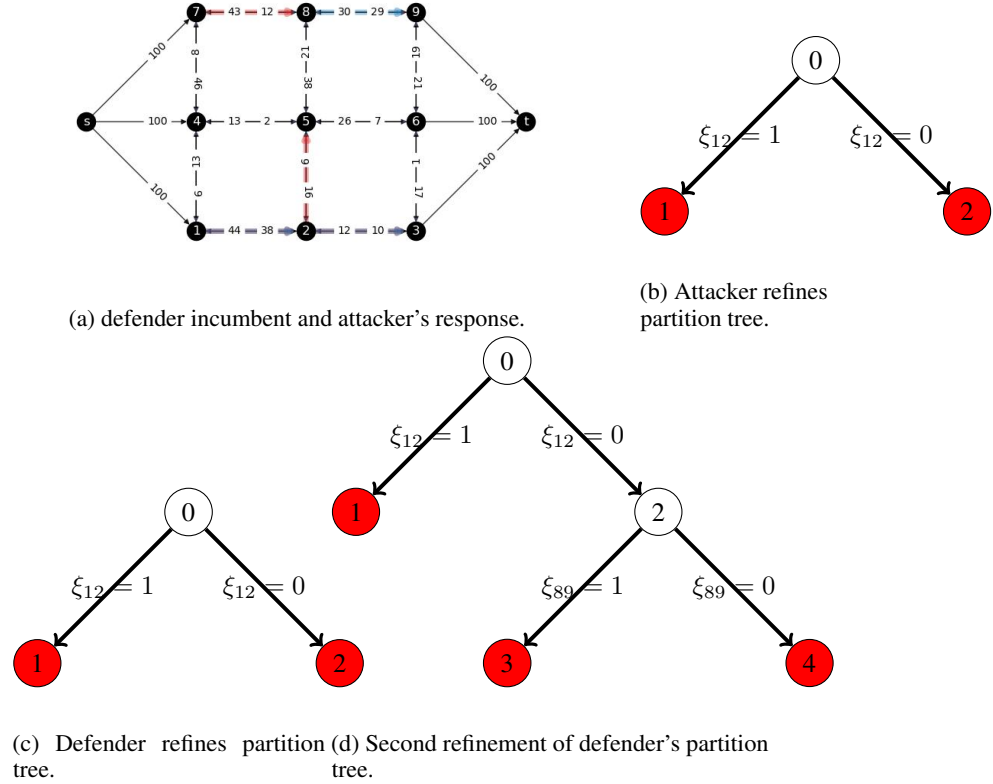 7 43 12 8 30 29 9
100 8 21 19 100
46 38 21
s 100 4 13 2 5 26 7 6 100 t
100 13 9 1 100
9 16 17
1 44 38 2 12 10 3
(a) defender incumbent and attacker's response.
0
ξ12 = 1 ξ12 = 0
1 2
(b) Attacker refines
partition tree.
0
ξ12 = 1 ξ12 = 0
1 2
(c) Defender refines partition
tree.
0
ξ12 = 1 ξ12 = 0
1 2
ξ89 = 1 ξ89 = 0
3 4
(d) Second refinement of defender's partition
tree.